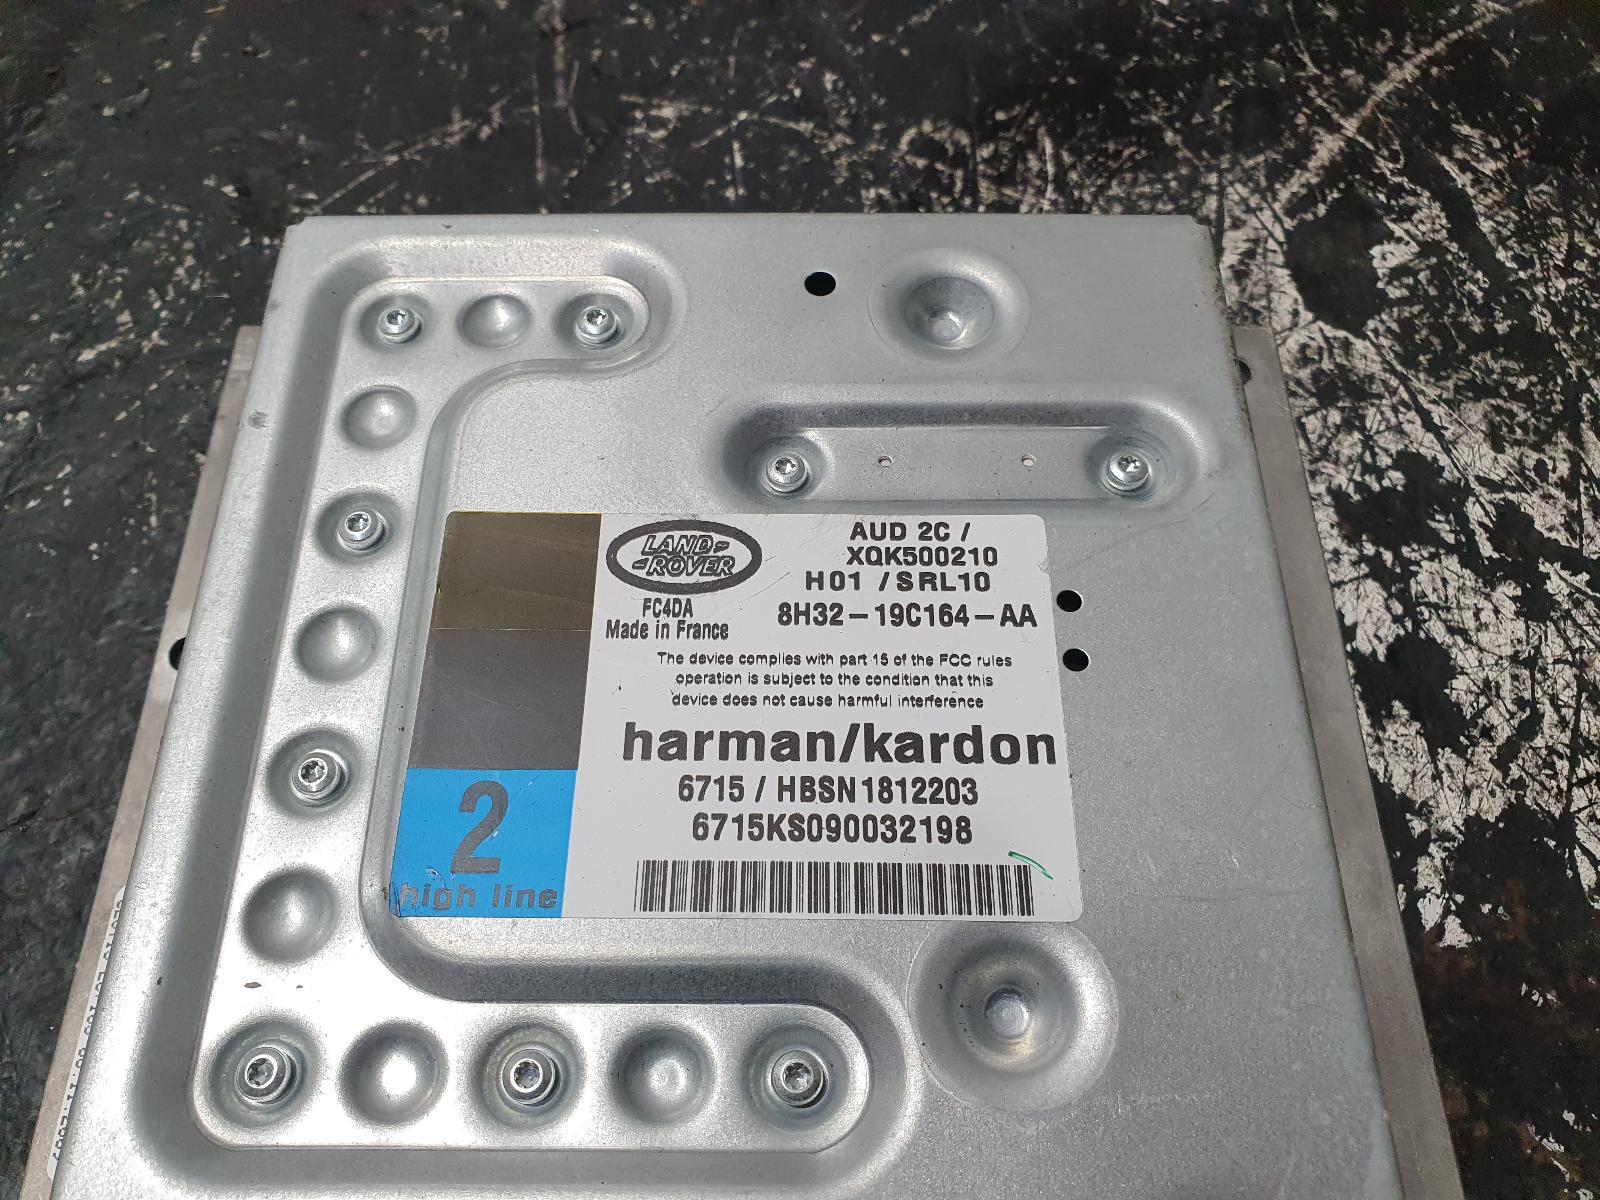 LAND-
-ROVER
AUD 2C /
XQK500210
H01 / SRL10
FC4DA
8H32-19C164-AA
Made in France
The device complies with part 15 of the FCC rules
operation is subject to the condition that this
device does not cause harmful interference
harman/kardon
6715 / HBSN1812203
6715KS090032198
2
high line